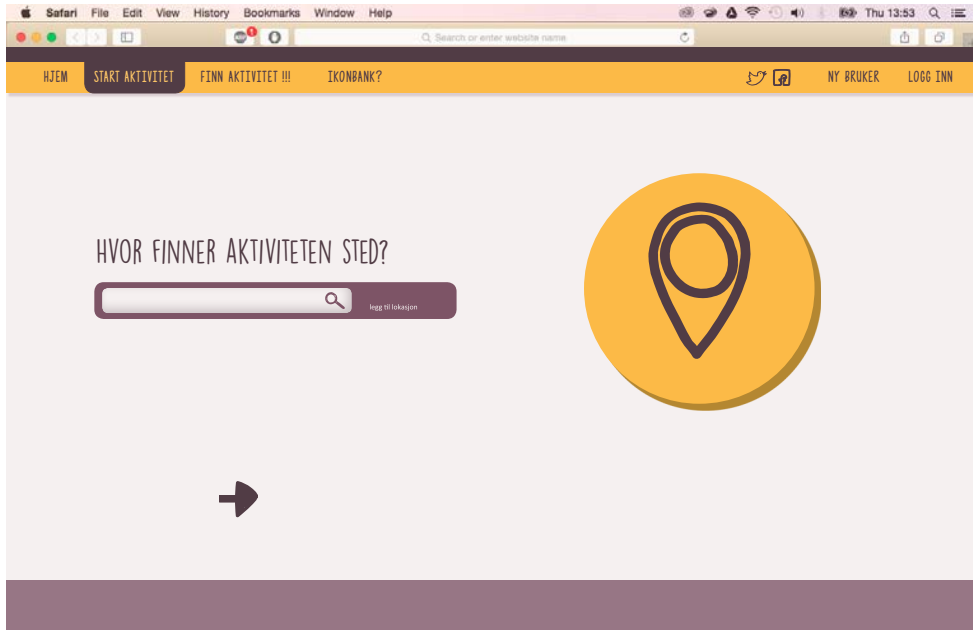 Safari File Edit View History Bookmarks Window Help Thu 13:53
Search or enter website name
HJEM START AKTIVITET FINN AKTIVITET !!! IKONBANK? NY BRUKER LOGG INN
HVOR FINNER AKTIVITETEN STED?
legg til lokasjon